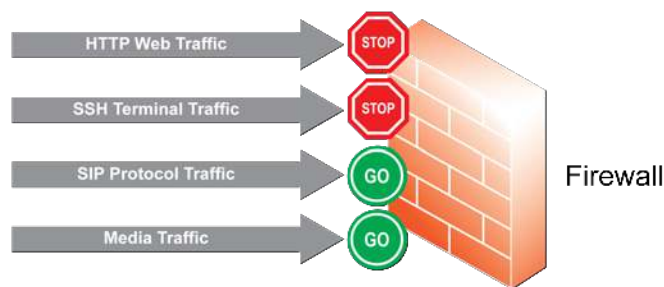 HTTP Web Traffic
STOP
SSH Terminal Traffic
STOP
SIP Protocol Traffic
GO
Firewall
Media Traffic
GO